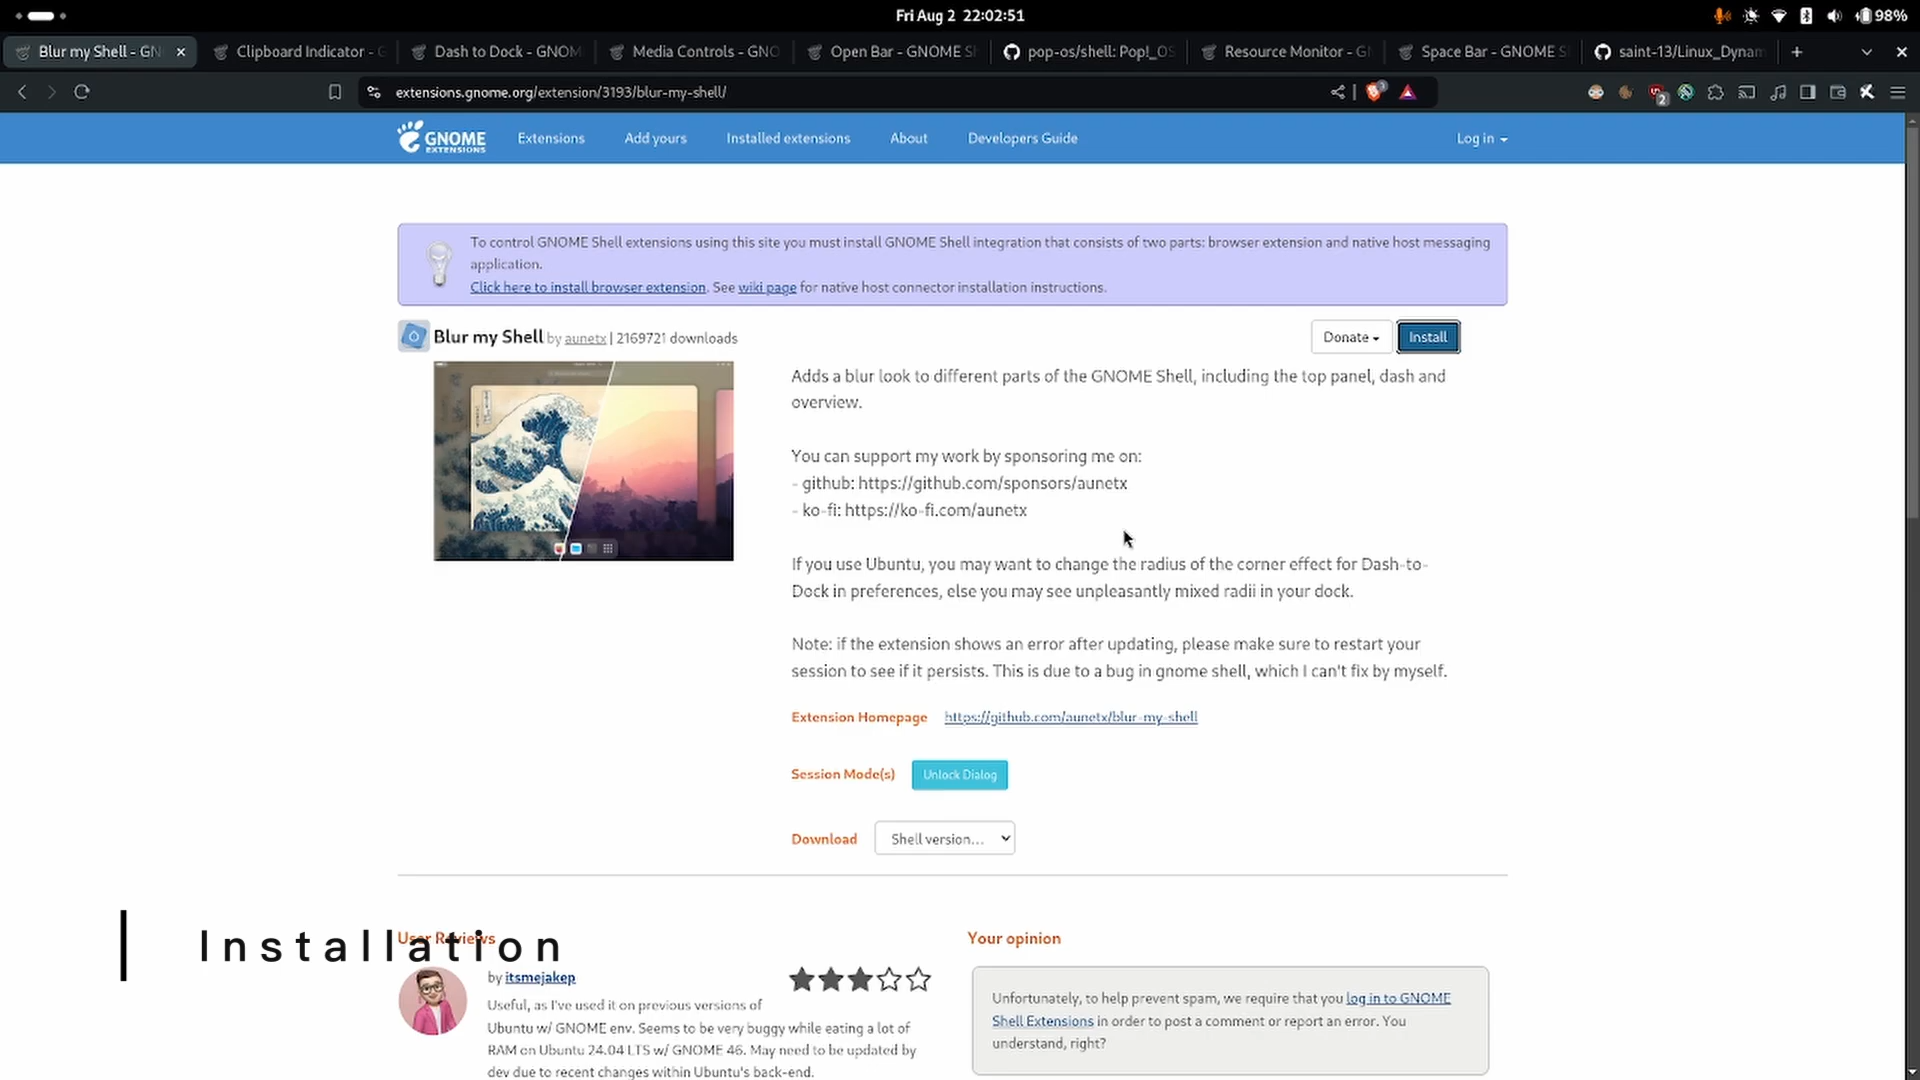 Fri Aug 2 22:02:51
98%
Blur my Shell - GN
Clipboard Indicator - G
Dash to Dock - GNOM
Media Controls - GNO
Open Bar - GNOME Sh
pop-os/shell: Pop!_OS
Resource Monitor - GN
Space Bar - GNOME S
saint-13/Linux_Dynam
extensions.gnome.org/extension/3193/blur-my-shell/
2
GNOME
EXTENSIONS
Extensions
Add yours
Installed extensions
About
Developers Guide
Log in
To control GNOME Shell extensions using this site you must install GNOME Shell integration that consists of two parts: browser extension and native host messaging
application.
Click here to install browser extension. See wiki page for native host connector installation instructions.
Blur my Shell by aunetx | 2169721 downloads
Donate
Install
Adds a blur look to different parts of the GNOME Shell, including the top panel, dash and
overview.
You can support my work by sponsoring me on:
- github: https://github.com/sponsors/aunetx
- ko-fi: https://ko-fi.com/aunetx
If you use Ubuntu, you may want to change the radius of the corner effect for Dash-to-
Dock in preferences, else you may see unpleasantly mixed radii in your dock.
Note: if the extension shows an error after updating, please make sure to restart your
session to see if it persists. This is due to a bug in gnome shell, which I can't fix by myself.
Extension Homepage https://github.com/aunetx/blur-my-shell
Session Mode(s) Unlock Dialog
Download Shell version...
User Reviews
Installation
by itsmejakep
Useful, as I've used it on previous versions of
Ubuntu w/ GNOME env. Seems to be very buggy while eating a lot of
RAM on Ubuntu 24.04 LTS w/ GNOME 46. May need to be updated by
dev due to recent changes within Ubuntu's back-end.
Your opinion
Unfortunately, to help prevent spam, we require that you log in to GNOME
Shell Extensions in order to post a comment or report an error. You
understand, right?